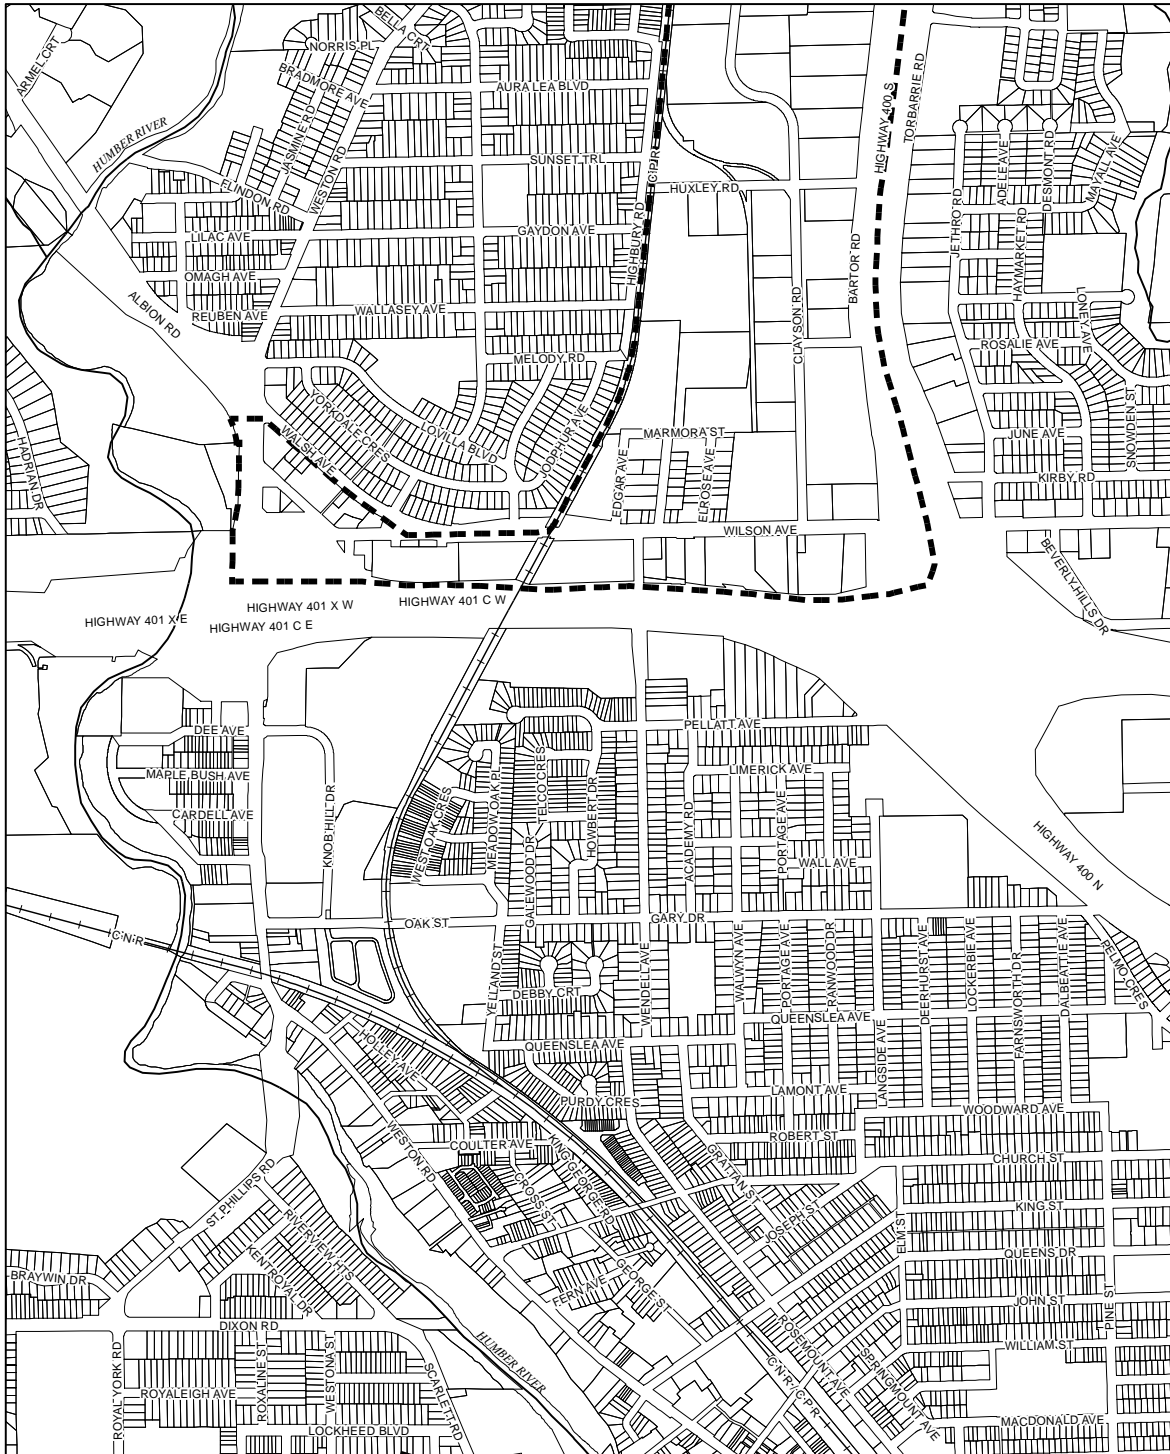 BELLA CRT
NORRIS PL
ARMEL CRT
BRADMORE AVE
AURA LEA BLVD
TORBARRIE RD
HIGHWAY 400 S
HUMBER RIVER
JASMINE RD
WESTON RD
SUNSET TRL
C P R
HUXLEY RD
FLINDON RD
ADELE AVE
DESMONT RD
MAYALL AVE
JETHRO RD
HAYMARKET RD
LILAC AVE
GAYDON AVE
HIGHBURY RD
BARTOR RD
OMAGH AVE
ALBION RD
REUBEN AVE
WALLASEY AVE
CLAYSON RD
LONEY AVE
ROSALIE AVE
MELODY RD
YORKDALE CRES
LOVILLA BLVD
JOSPHUR AVE
WALSH AVE
MARMORA ST
JUNE AVE
SNOWDEN ST
HADRIAN DR
EDGAR AVE
ELROSE AVE
KIRBY RD
WILSON AVE
BEVERLY HILLS DR
HIGHWAY 401 X W
HIGHWAY 401 C W
HIGHWAY 401 X E
HIGHWAY 401 C E
DEE AVE
PELLATT AVE
MAPLE BUSH AVE
LIMERICK AVE
TELCO CRES
HOWBERT DR
MEADOW OAK PL
WEST OAK CRES
CARDELL AVE
KNOB HILL DR
ACADEMY RD
PORTAGE AVE
WALL AVE
HIGHWAY 400 N
GALEWOOD DR
OAK ST
GARY DR
C N R
YELLAND ST
WENDELL AVE
WALWYN AVE
PORTAGE AVE
RANWOOD DR
DEERHURST AVE
LOCKERBIE AVE
FARNSWORTH DR
DALBEATTIE AVE
PELMO CRES
DEBBY CRT
QUEENSLEA AVE
QUEENSLEA AVE
HOLLEY AVE
LANGSIDE AVE
PURDY CRES
LAMONT AVE
WOODWARD AVE
WESTON RD
COULTER AVE
KING GEORGE RD
ROBERT ST
CHURCH ST
GRATTAN ST
CROSS ST
ST PHILLIPS RD
KING ST
RIVERVIEW HTS
JOSEPH ST
ELM ST
KENTROYAL DR
QUEENS DR
BRAYWIN DR
FERN AVE
GEORGE ST
JOHN ST
PINE ST
DIXON RD
ROSEMOUNT AVE
WILLIAM ST
HUMBER RIVER
SPRINGMOUNT AVE
C N R / C P R
ROYAL YORK RD
ROYALEIGH AVE
ROXALINE ST
WESTONA ST
SCARLETT RD
LOCKHEED BLVD
MACDONALD AVE